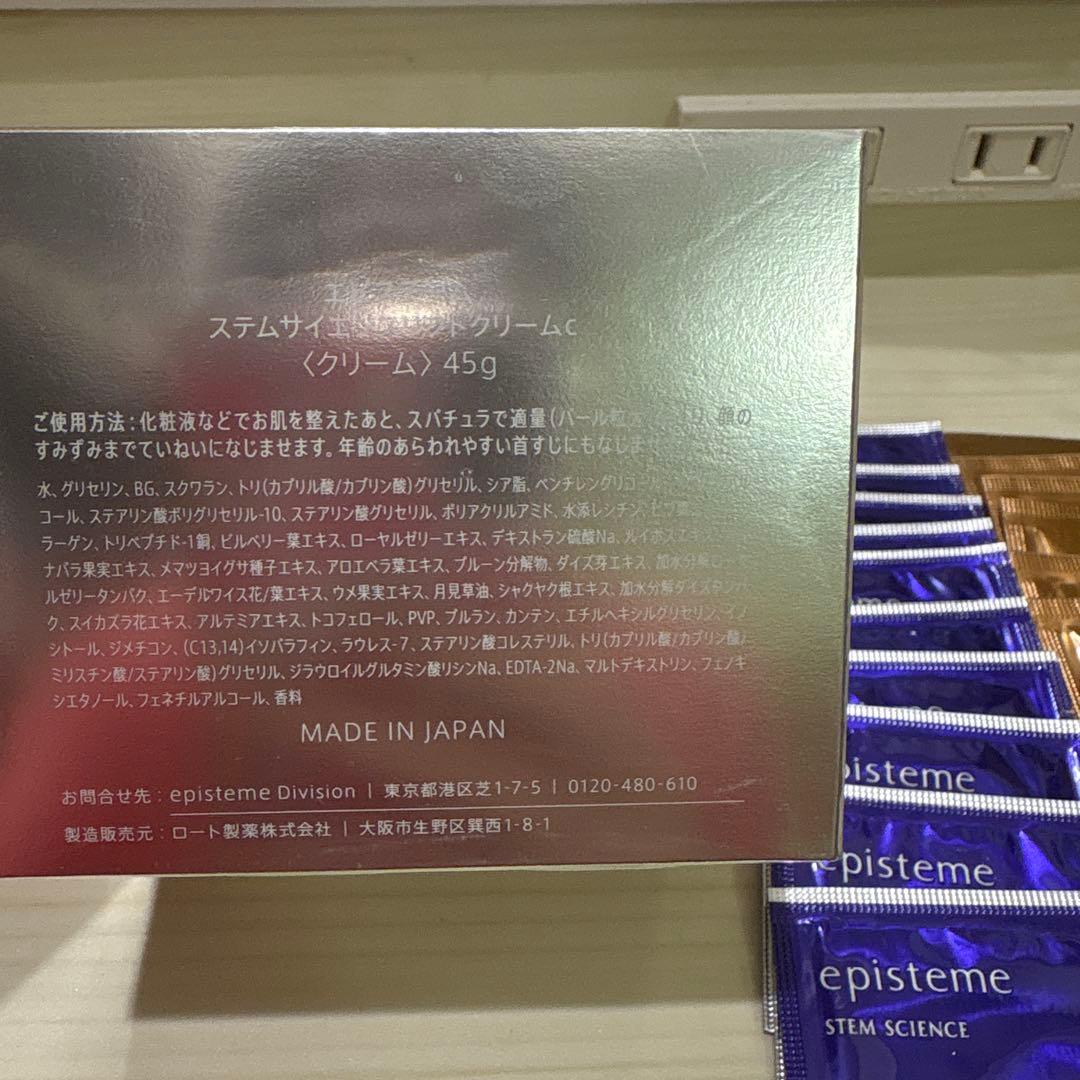 ステムサイエ クリームc
〈クリーム〉45g
ご使用方法：化粧液などでお肌を整えたあと、スパチュラで適量(パール粒 顔の
すみずみまでていねいになじませます。年齢のあらわれやすい首すじにもなじま
水、グリセリン、BG、スクワラン、トリ(カプリル酸/カプリン酸)グリセリル、シア脂、ペンチレングリコー
コール、ステアリン酸ポリグリセリル-10、ステアリン酸グリセリル、ポリアクリルアミド、水添レシチン、
ラーゲン、トリペプチド-1銅、ビルベリー葉エキス、ローヤルゼリーエキス、デキストラン硫酸Na、ルイボスエキ
ナバラ果実エキス、メマツヨイグサ種子エキス、アロエベラ葉エキス、プルーン分解物、ダイズ芽エキス、加水分解
ルゼリータンパク、エーデルワイス花/葉エキス、ウメ果実エキス、月見草油、シャクヤク根エキス、加水分解ダイズタンパ
ク、スイカズラ花エキス、アルテミアエキス、トコフェロール、PVP、プルラン、カンテン、エチルヘキシルグリセリン、イノ
シトール、ジメチコン、(C13,14)イソパラフィン、ラウレス-7、ステアリン酸コレステリル、トリ(カプリル酸/カプリン酸/
ミリスチン酸/ステアリン酸)グリセリル、ジラウロイルグルタミン酸リシンNa、EDTA-2Na、マルトデキストリン、フェノキ
シエタノール、フェネチルアルコール、香料
MADE IN JAPAN
お問合せ先：episteme Division | 東京都港区芝1-7-5 | 0120-480-610
製造販売元：ロート製薬株式会社 | 大阪市生野区巽西1-8-1
episteme
episteme
episteme
STEM SCIENCE